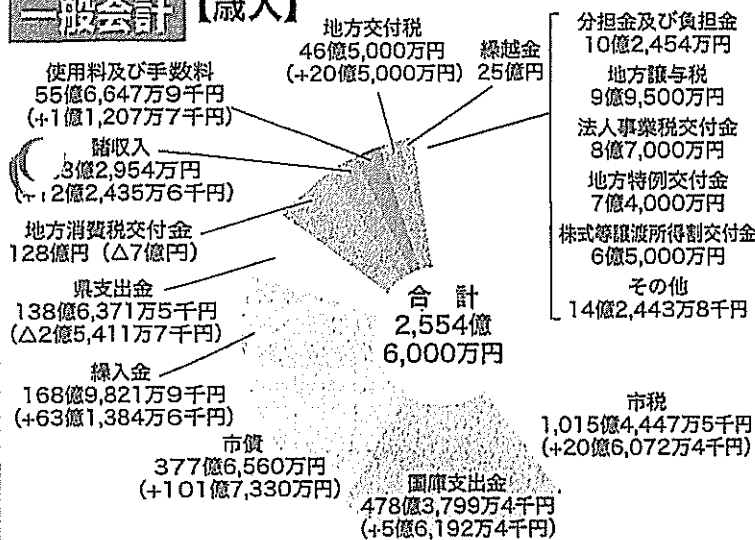 一般会計【歳入】
使用料及び手数料
55億6,647万9千円
(+1億1,207万7千円)
地方交付税
46億5,000万円
(+20億5,000万円)
繰越金
25億円
分担金及び負担金
10億2,454万円
地方譲与税
9億9,500万円
法人事業税交付金
8億7,000万円
地方特例交付金
7億4,000万円
株式等譲渡所得割交付金
6億5,000万円
その他
14億2,443万8千円
諸収入
3億2,954万円
2億2,435万6千円)
地方消費税交付金
128億円（△7億円）
県支出金
138億6,371万5千円
(△2億5,411万7千円)
繰入金
168億9,821万9千円
(+63億1,384万6千円)
市債
377億6,560万円
(+101億7,330万円)
国庫支出金
478億3,799万4千円
(+5億6,192万4千円)
市税
1,015億4,447万5千円
(+20億6,072万4千円)
合計
2,554億
6,000万円